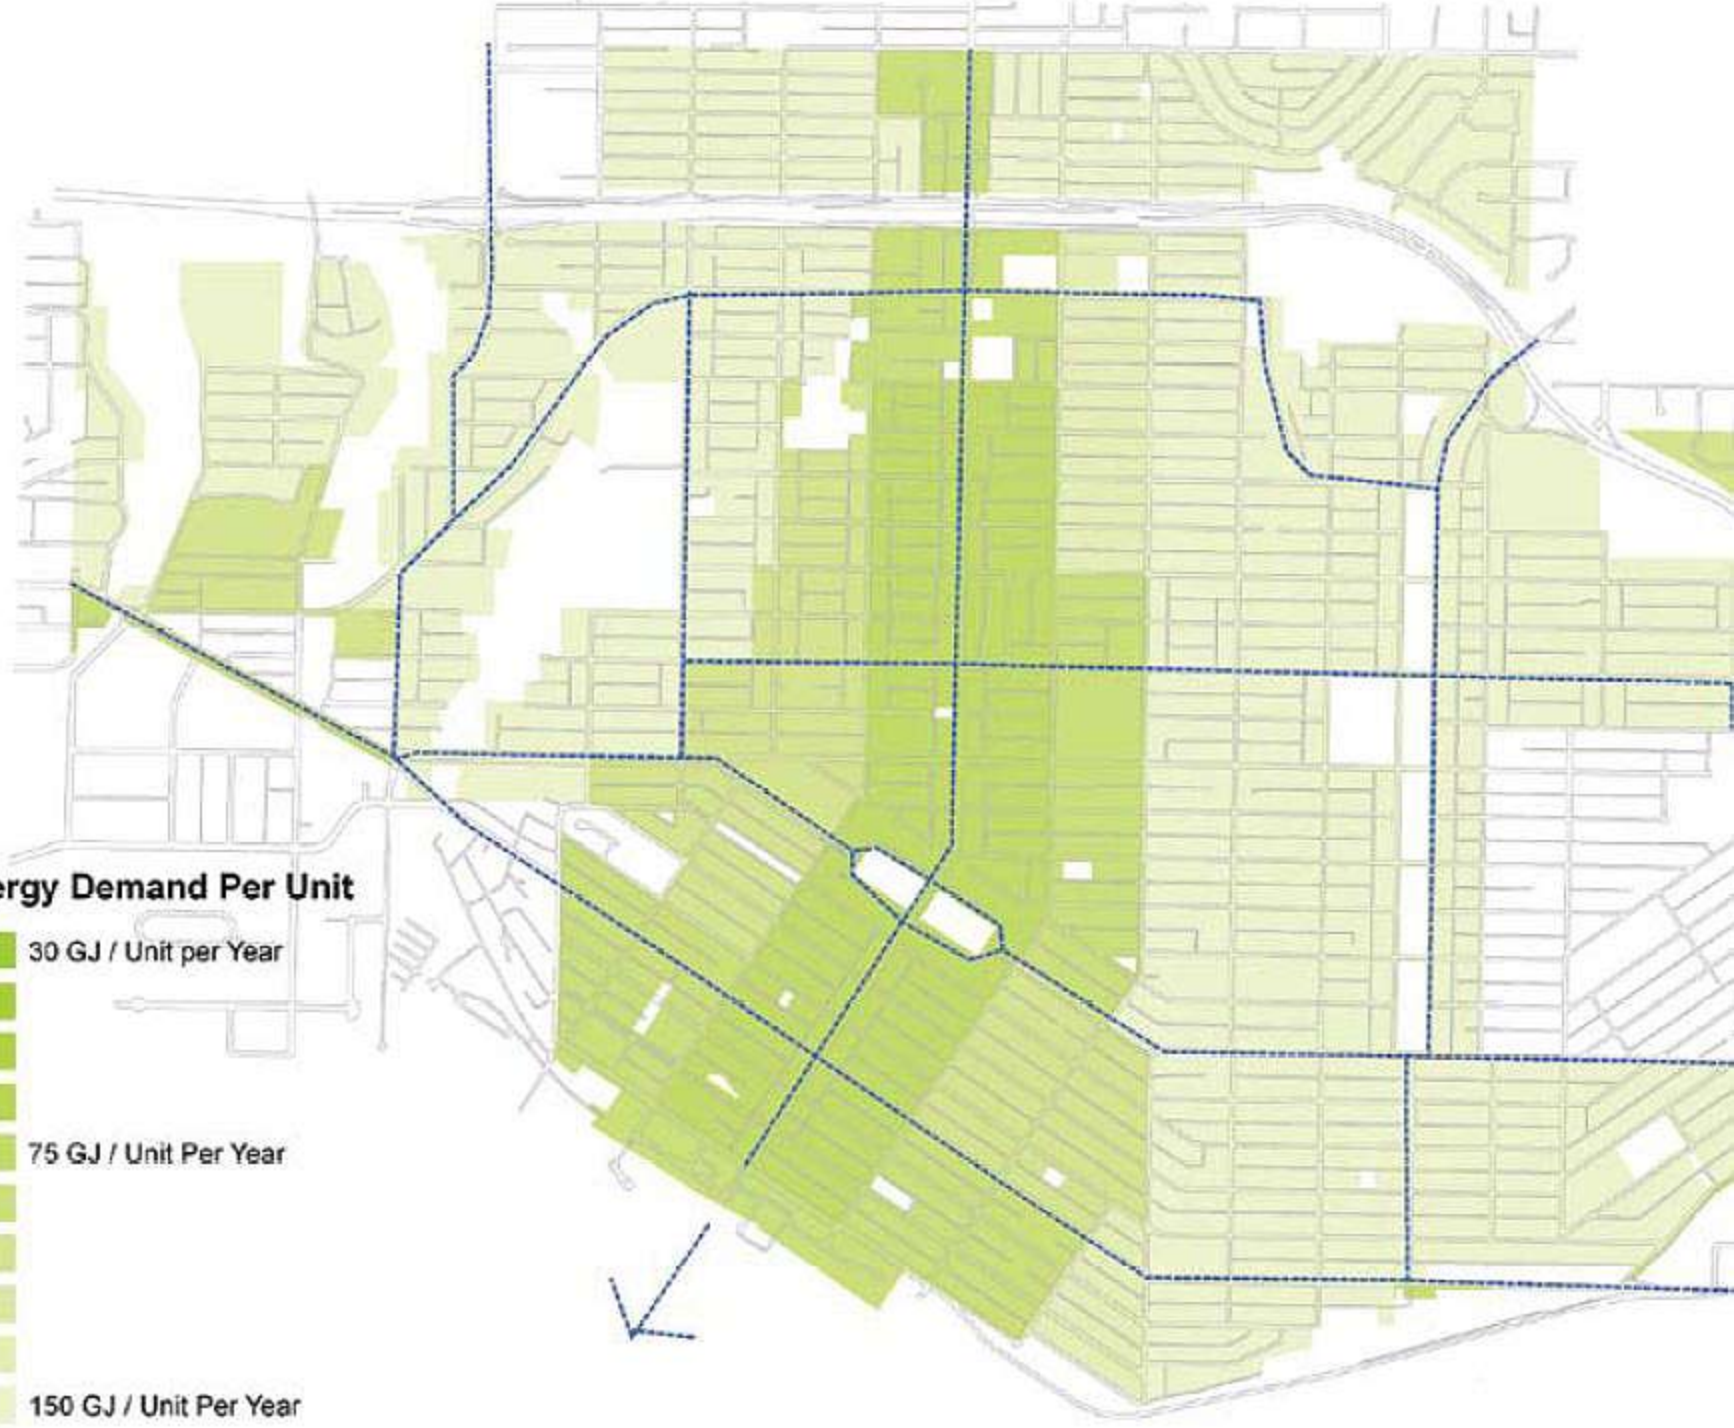 ergy Demand Per Unit
30 GJ / Unit per Year
75 GJ / Unit Per Year
150 GJ / Unit Per Year